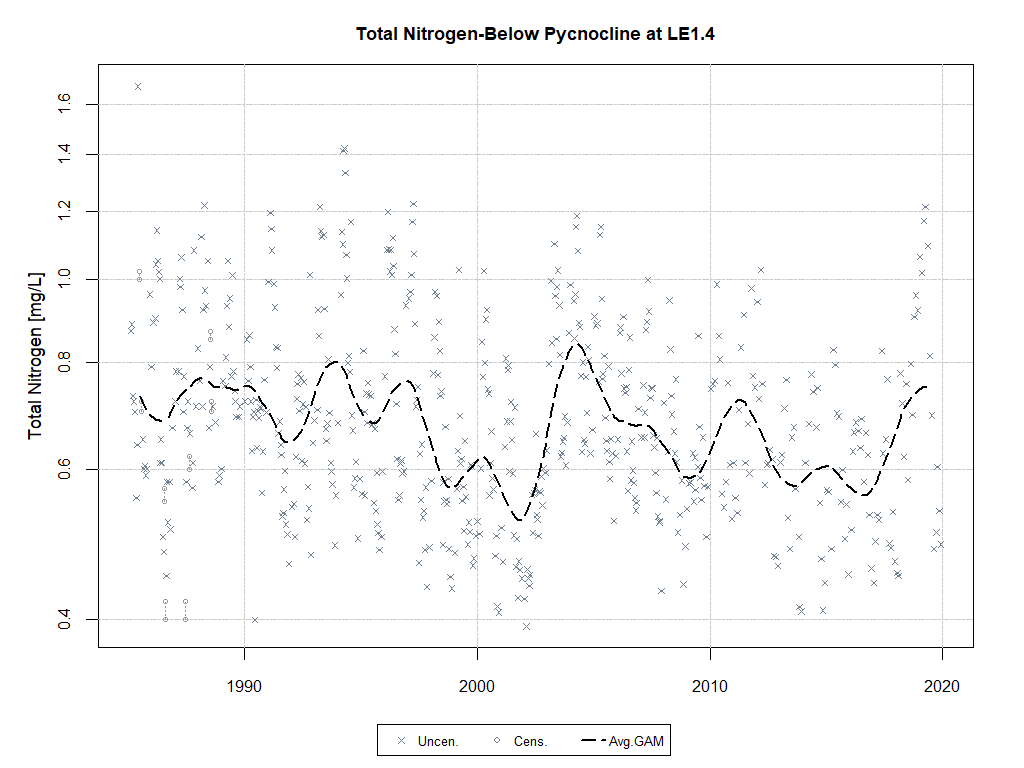 Total Nitrogen-Below Pycnocline at LE1.4
Total Nitrogen [mg/L]
1.6
1.4
1.2
1.0
0.8
0.6
0.4
1990 2000 2010 2020
Uncen. Cens. Avg.GAM